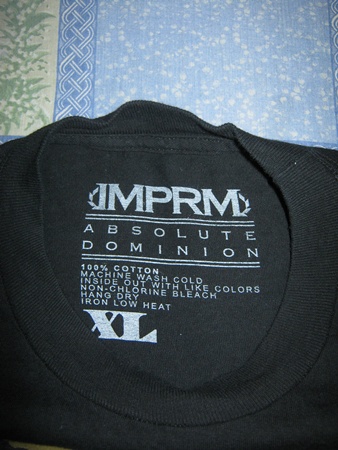 IMPRM
ABSOLUTE
DOMINION
100% COTTON
MACHINE WASH COLD
INSIDE OUT WITH LIKE COLORS
NON-CHLORINE BLEACH
HANG DRY
IRON LOW HEAT
XL